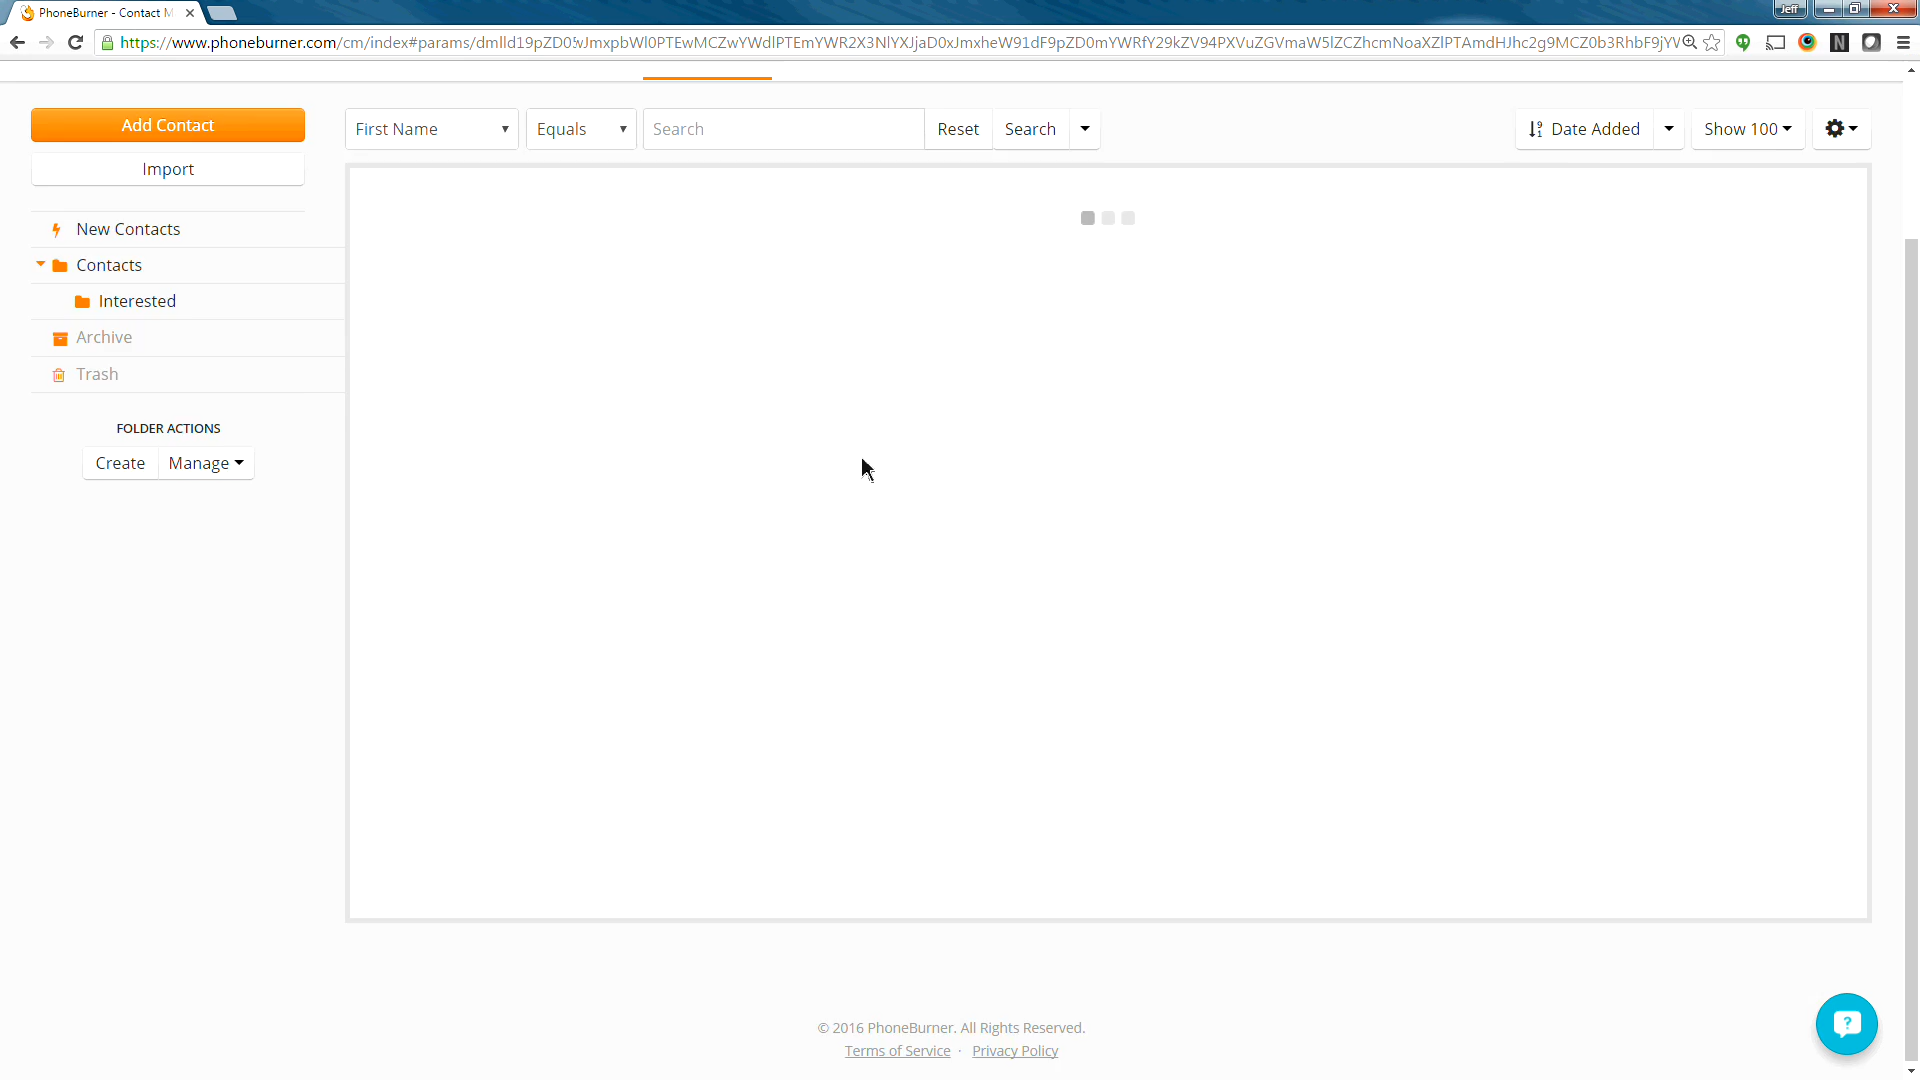 PhoneBurner - Contact M
Jeff
https://www.phoneburner.com/cm/index#params/
Add Contact
Import
First Name
Equals
Search
Reset
Search
Date Added
Show 100
New Contacts
Contacts
Interested
Archive
Trash
FOLDER ACTIONS
Create
Manage
© 2016 PhoneBurner. All Rights Reserved.
Terms of Service · Privacy Policy